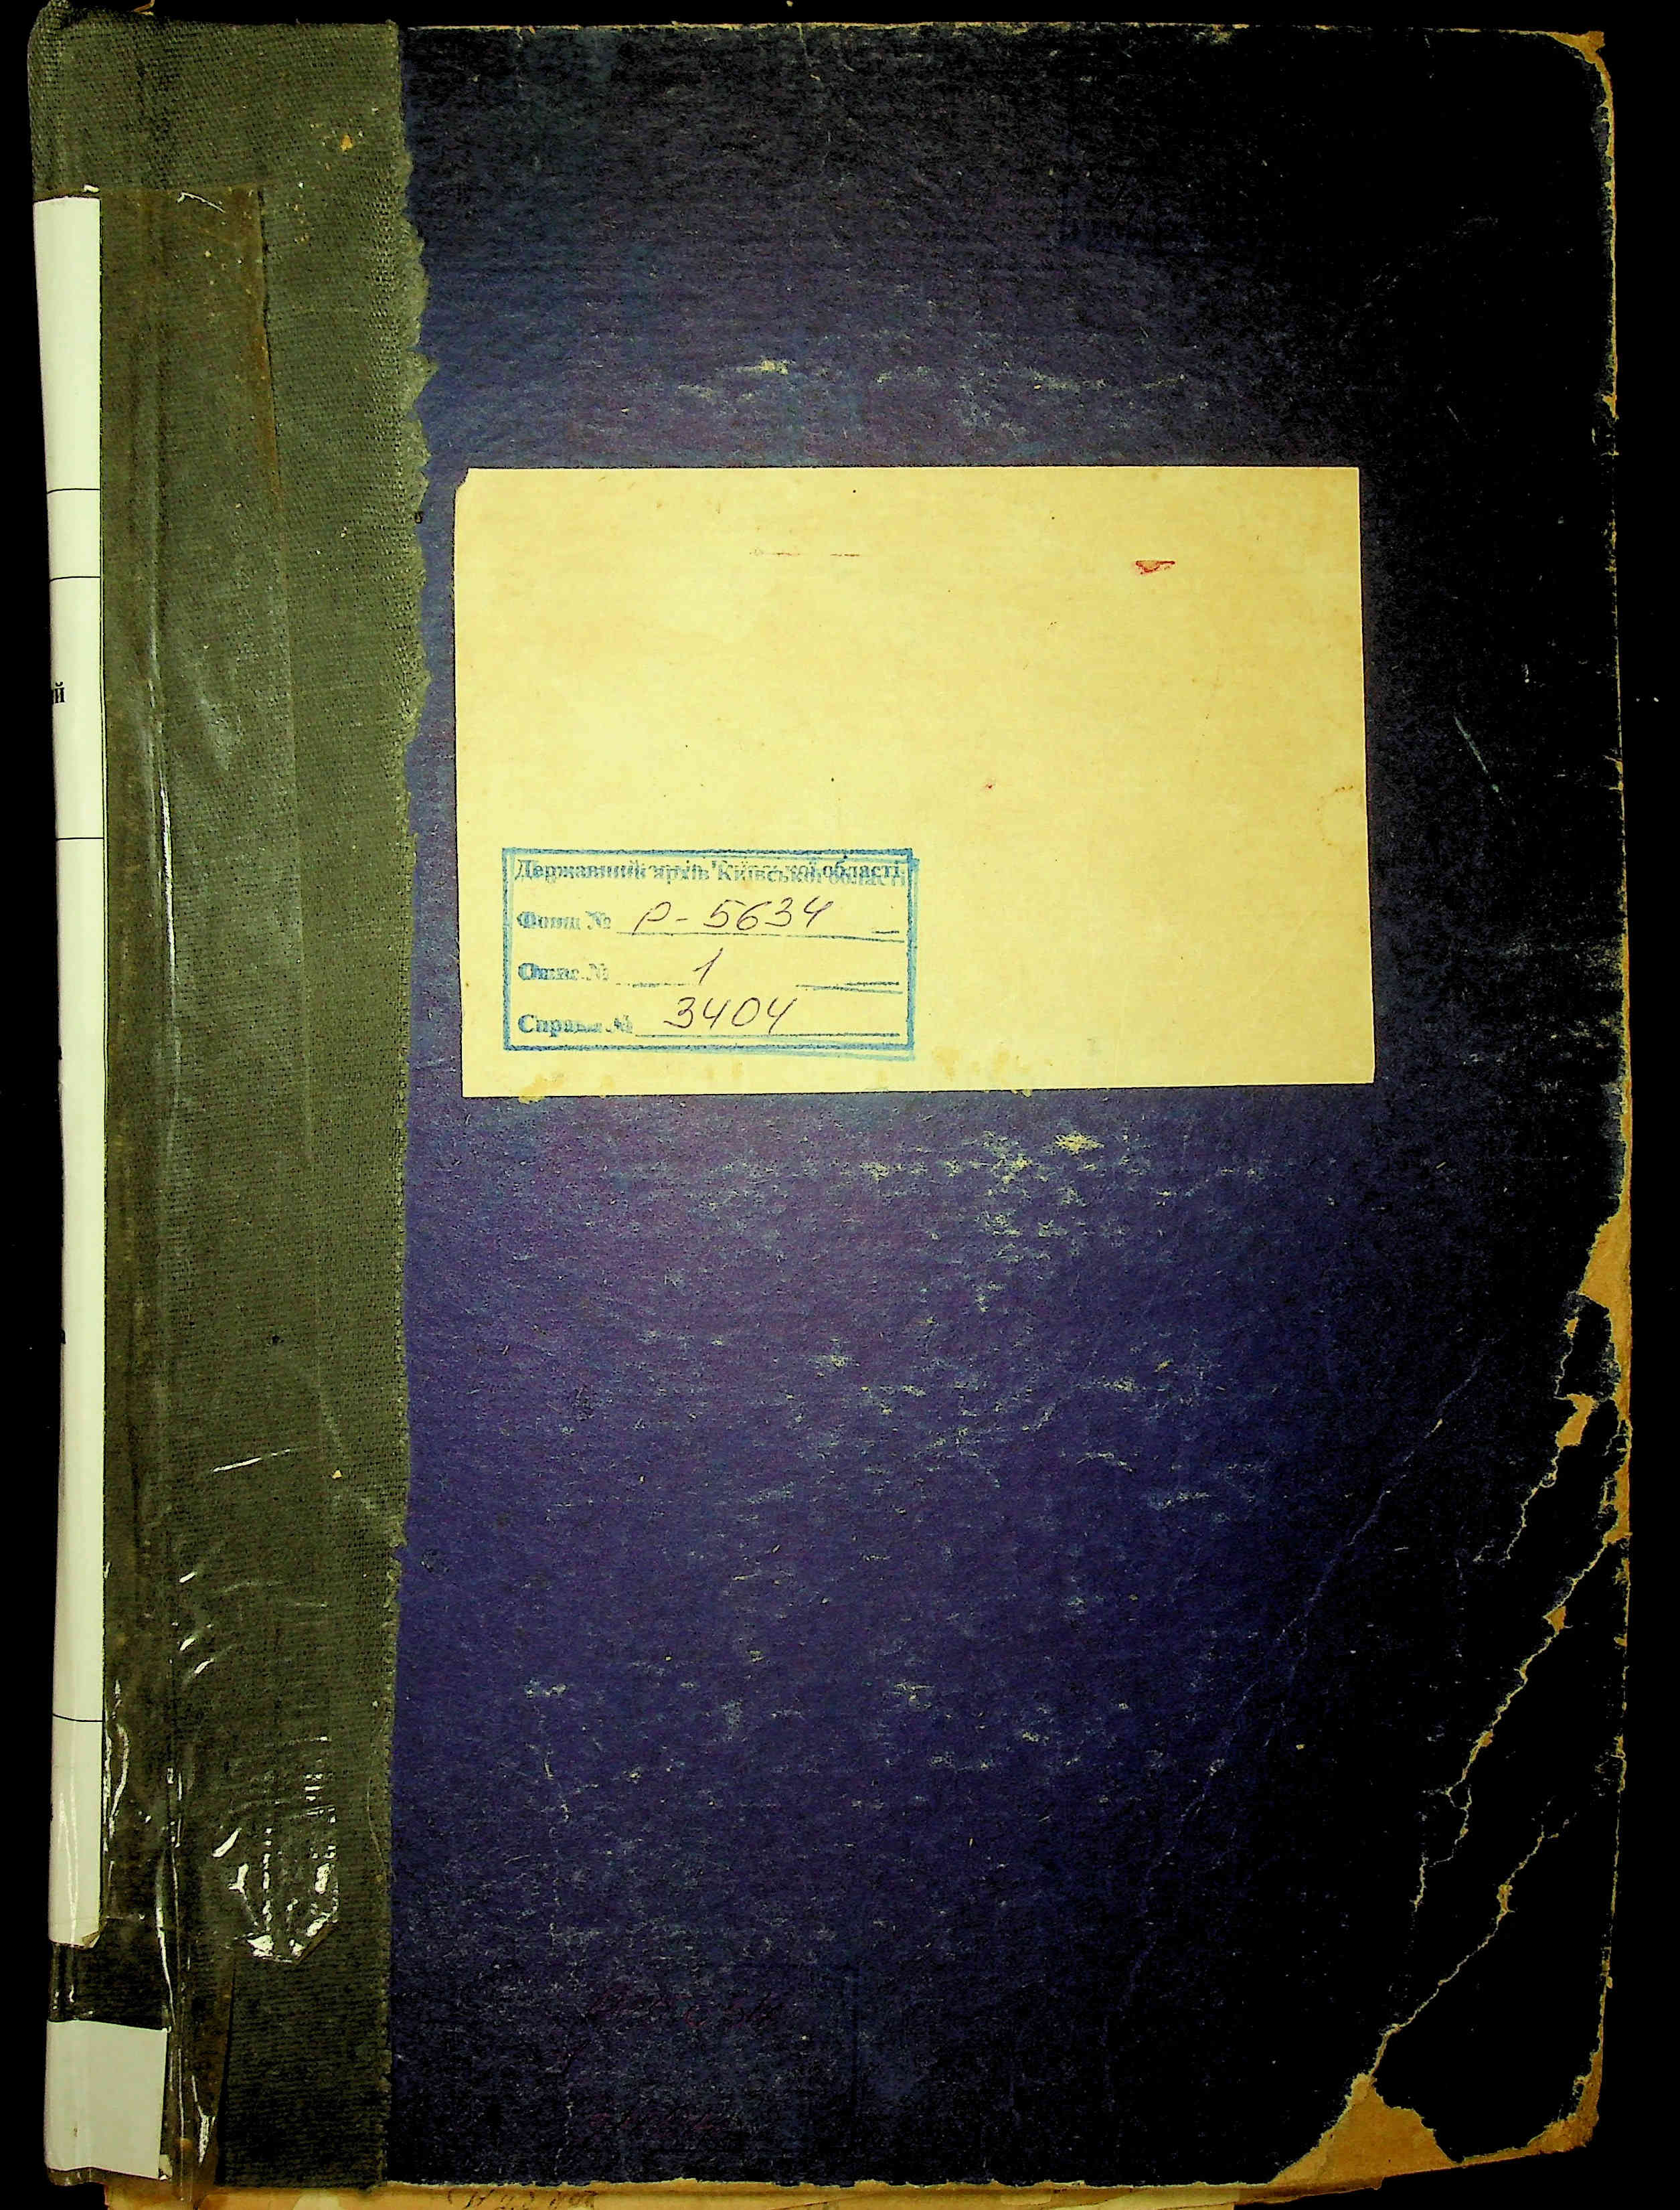 Державний архів Київської області
Фонд № Р-5634
Опис № 1
Справа № 3404
й